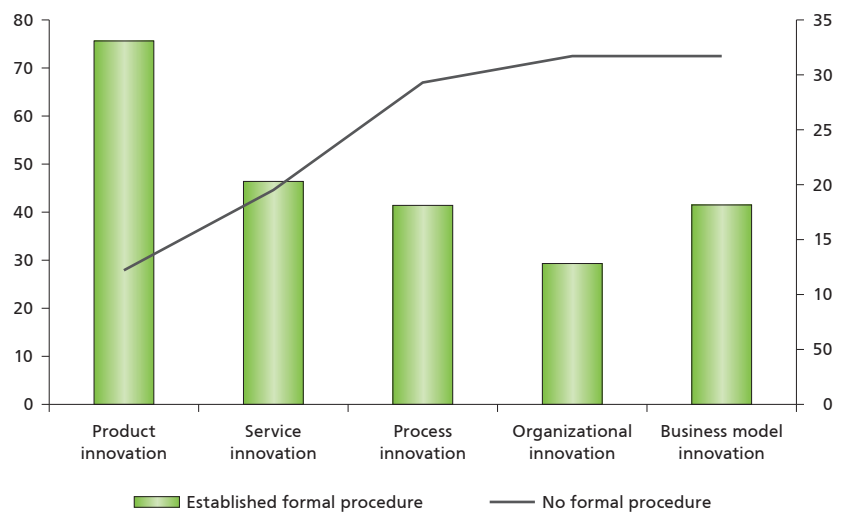 80
70
60
50
40
30
20
10
0
35
30
25
20
15
10
50
0
Product
innovation
Service
innovation
Process
innovation
Organizational
innovation
Business model
innovation
Established formal procedure
No formal procedure